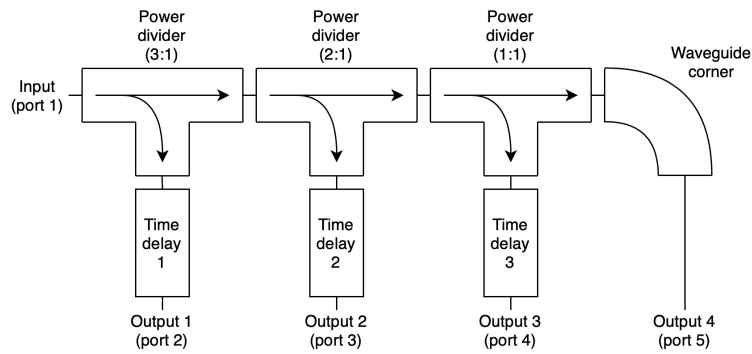 Power
divider
(3:1)
Power
divider
(2:1)
Power
divider
(1:1)
Waveguide
corner
Input
(port 1)
Time
delay
1
Time
delay
2
Time
delay
3
Output 1
(port 2)
Output 2
(port 3)
Output 3
(port 4)
Output 4
(port 5)